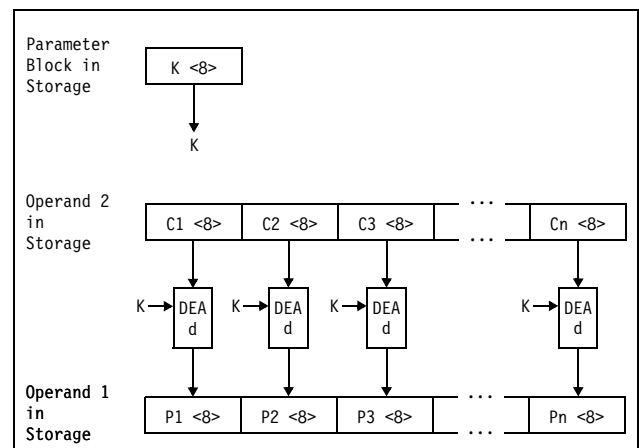 Parameter
Block in
Storage
K <8>
K
Operand 2
in
Storage
C1 <8> C2 <8> C3 <8> ... ... Cn <8>
K DEA d K DEA d K DEA d K DEA d
Operand 1
in
Storage
P1 <8> P2 <8> P3 <8> ... ... Pn <8>